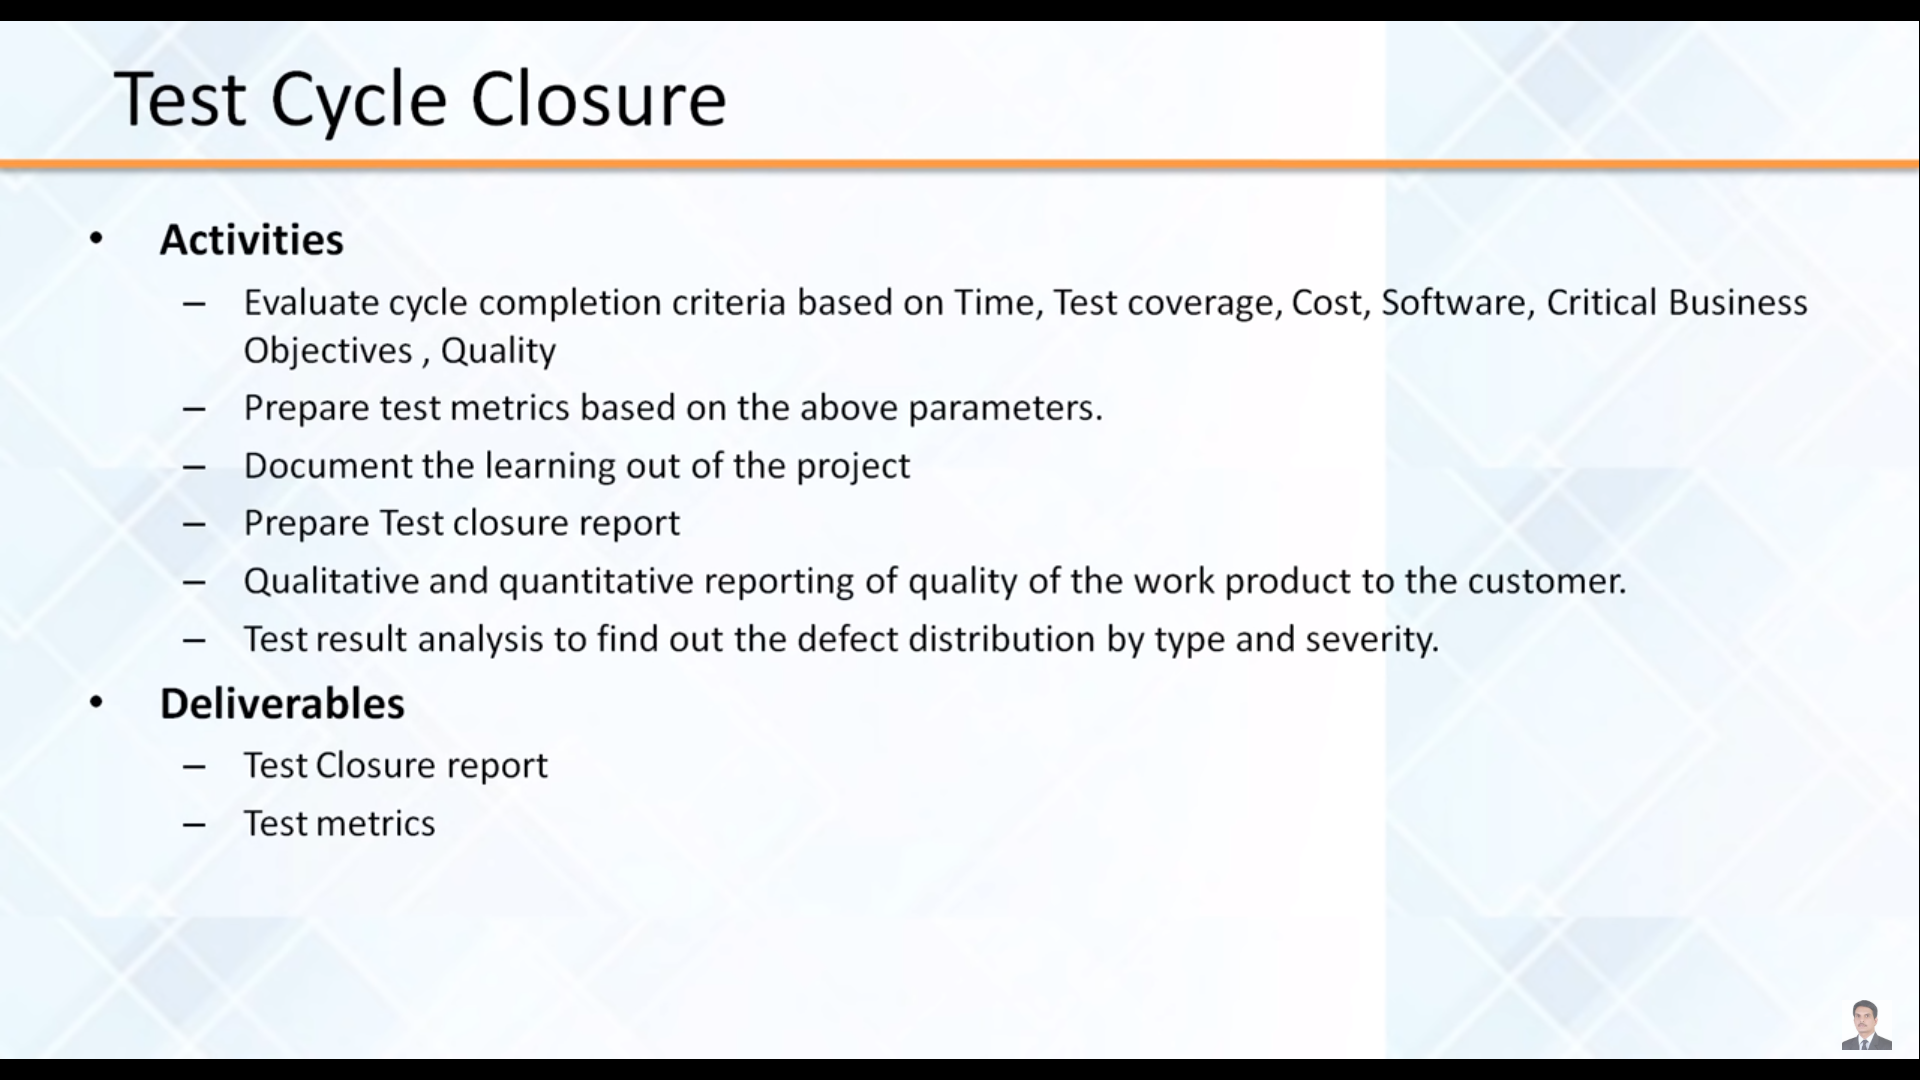 Test Cycle Closure
• Activities
– Evaluate cycle completion criteria based on Time, Test coverage, Cost, Software, Critical Business
Objectives , Quality
– Prepare test metrics based on the above parameters.
– Document the learning out of the project
– Prepare Test closure report
– Qualitative and quantitative reporting of quality of the work product to the customer.
– Test result analysis to find out the defect distribution by type and severity.
• Deliverables
– Test Closure report
– Test metrics